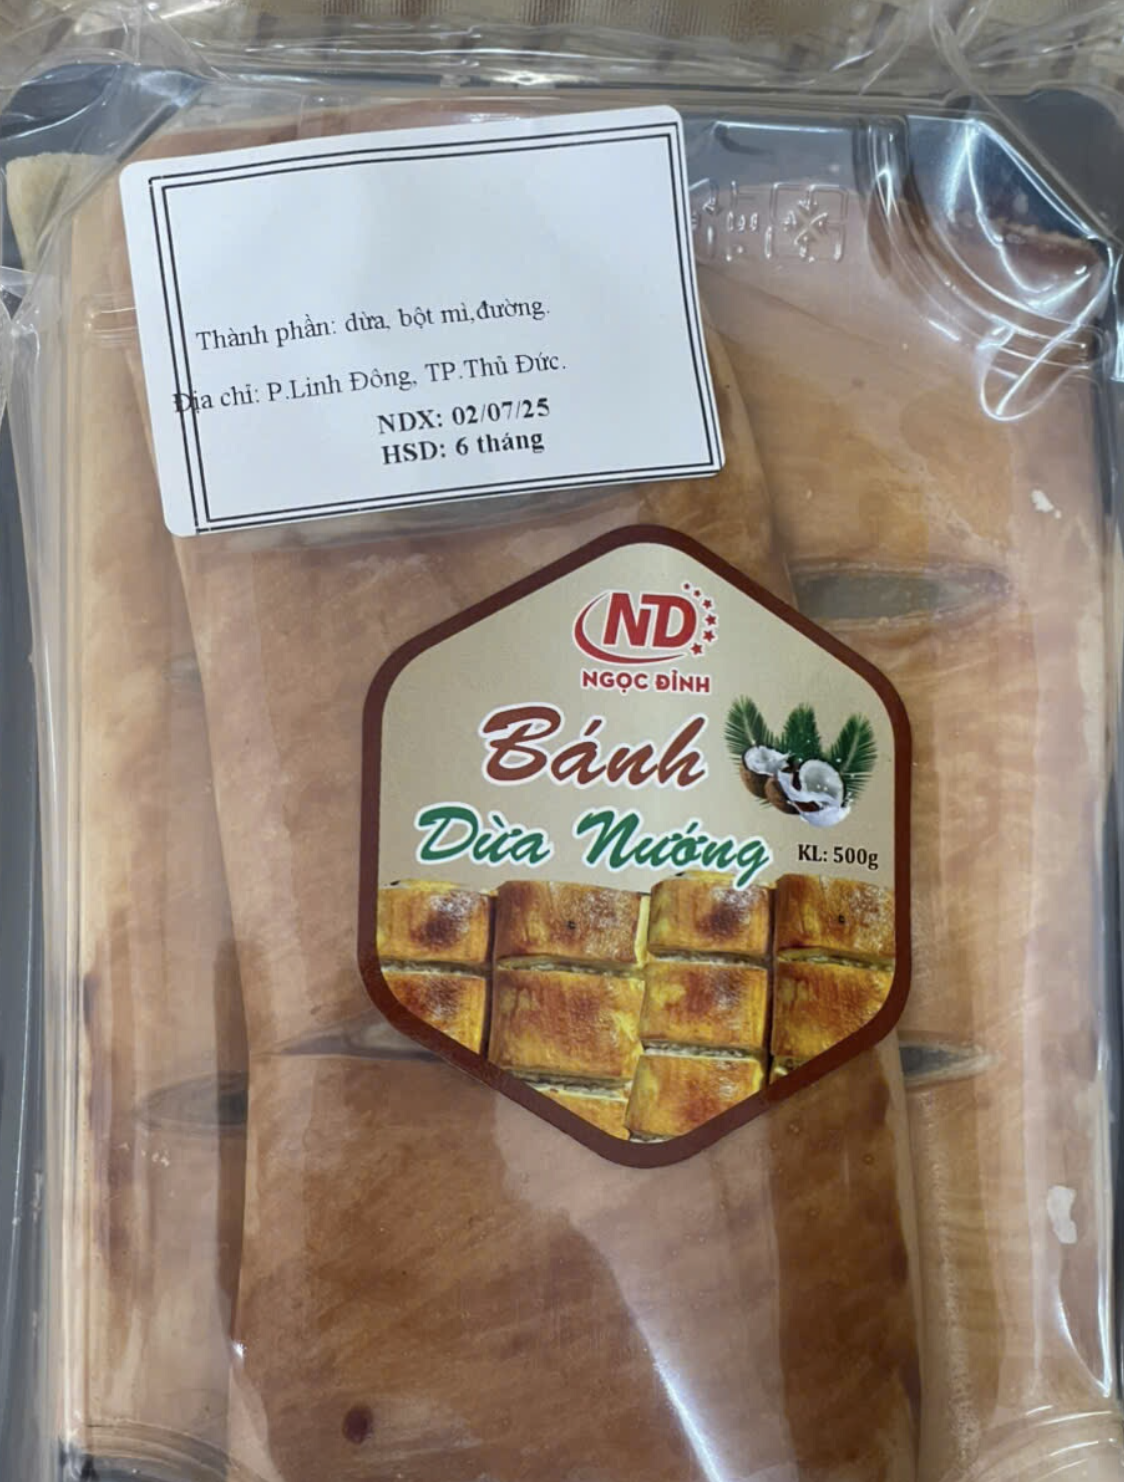 Thành phần: dừa, bột mì,đường.
Địa chỉ: P.Linh Đông, TP.Thủ Đức.
NDX: 02/07/25
HSD: 6 tháng
ND
NGỌC ĐỈNH
Bánh
Dừa Nướng
KL: 500g